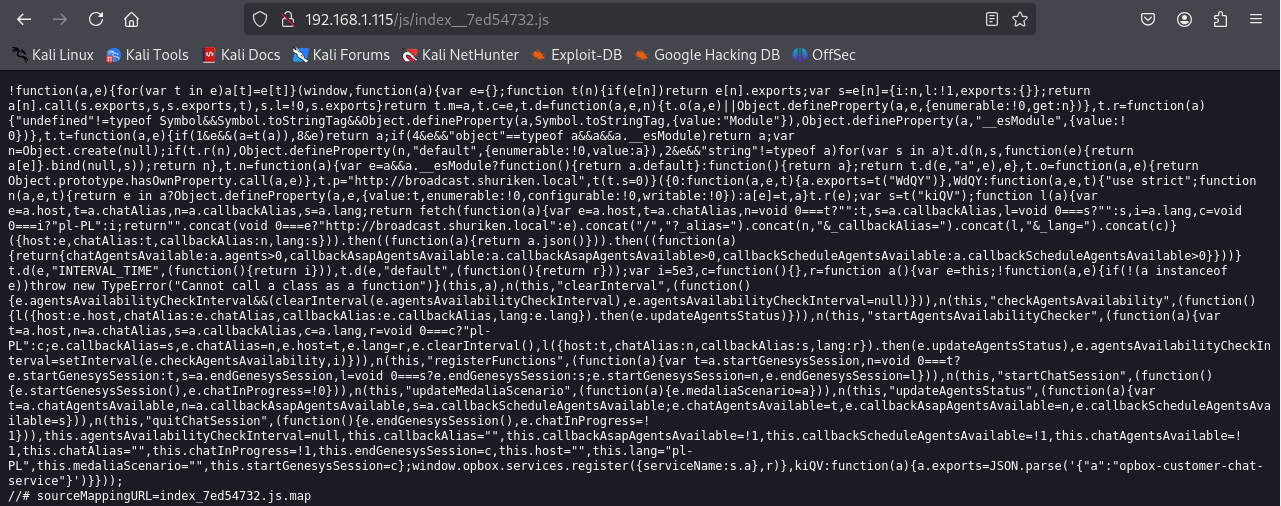 192.168.1.115/js/index__7ed54732.js
Kali Linux Kali Tools Kali Docs Kali Forums Kali NetHunter Exploit-DB Google Hacking DB OffSec
!function(a,e){for(var t in e)a[t]=e[t]}(window,function(a){var e={};function t(n){if(e[n])return e[n].exports;var s=e[n]={i:n,l:!1,exports:{}};return
a[n].call(s.exports,s,s.exports,t),s.l=!0,s.exports}return t.m=a,t.c=e,t.d=function(a,e,n){t.o(a,e)||Object.defineProperty(a,e,{enumerable:!0,get:n})},t.r=function(a)
{"undefined"!=typeof Symbol&&Symbol.toStringTag&&Object.defineProperty(a,Symbol.toStringTag,{value:"Module"}),Object.defineProperty(a,"__esModule",{value:!
0})},t.t=function(a,e){if(1&e&&(a=t(a)),8&e)return a;if(4&e&&"object"==typeof a&&a&&a.__esModule)return a;var
n=Object.create(null);if(t.r(n),Object.defineProperty(n,"default",{enumerable:!0,value:a}),2&e&&"string"!=typeof a)for(var s in a)t.d(n,s,function(e){return
a[e]}.bind(null,s));return n},t.n=function(a){var e=a&&a.__esModule?function(){return a.default}:function(){return a};return t.d(e,"a",e),e},t.o=function(a,e){return
Object.prototype.hasOwnProperty.call(a,e)},t.p="http://broadcast.shuriken.local",t(t.s=0)}({0:function(a,e,t){a.exports=t("WdQY")},WdQY:function(a,e,t){"use strict";function
n(a,e,t){return e in a?Object.defineProperty(a,e,{value:t,enumerable:!0,configurable:!0,writable:!0}):a[e]=t,a}t.r(e);var s=t("kiQV");function l(a){var
e=a.host,t=a.chatAlias,n=a.callbackAlias,s=a.lang;return fetch(function(a){var e=a.host,t=a.chatAlias,n=void 0===t?"":t,s=a.callbackAlias,l=void 0===s?"":s,i=a.lang,c=void
0===i?"pl-PL":i;return"".concat(void 0===e?"http://broadcast.shuriken.local":e).concat("/","?_alias=").concat(n,"&_callbackAlias=").concat(l,"&_lang=").concat(c)}
({host:e,chatAlias:t,callbackAlias:n,lang:s})).then((function(a){return a.json()})).then((function(a)
{return{chatAgentsAvailable:a.agents>0,callbackAsapAgentsAvailable:a.callbackAsapAgentsAvailable>0,callbackScheduleAgentsAvailable:a.callbackScheduleAgentsAvailable>0}}))}
t.d(e,"INTERVAL_TIME",(function(){return i})),t.d(e,"default",(function(){return r}));var i=5e3,c=function(){},r=function a(){var e=this;!function(a,e){if(!(a instanceof
e))throw new TypeError("Cannot call a class as a function")}(this,a),n(this,"clearInterval",(function()
{e.agentsAvailabilityCheckInterval&&(clearInterval(e.agentsAvailabilityCheckInterval),e.agentsAvailabilityCheckInterval=null)})),n(this,"checkAgentsAvailability",(function()
{l({host:e.host,chatAlias:e.chatAlias,callbackAlias:e.callbackAlias,lang:e.lang}).then(e.updateAgentsStatus)})),n(this,"startAgentsAvailabilityChecker",(function(a){var
t=a.host,n=a.chatAlias,s=a.callbackAlias,c=a.lang,r=void 0===c?"pl-
PL":c;e.callbackAlias=s,e.chatAlias=n,e.host=t,e.lang=r,e.clearInterval(),l({host:t,chatAlias:n,callbackAlias:s,lang:r}).then(e.updateAgentsStatus),e.agentsAvailabilityCheckIn
terval=setInterval(e.checkAgentsAvailability,i)})),n(this,"registerFunctions",(function(a){var t=a.startGenesysSession,n=void 0===t?
e.startGenesysSession:t,s=a.endGenesysSession,l=void 0===s?e.endGenesysSession:s;e.startGenesysSession=n,e.endGenesysSession=l})),n(this,"startChatSession",(function()
{e.startGenesysSession(),e.chatInProgress=!0})),n(this,"updateMedaliaScenario",(function(a){e.medaliaScenario=a})),n(this,"updateAgentsStatus",(function(a){var
t=a.chatAgentsAvailable,n=a.callbackAsapAgentsAvailable,s=a.callbackScheduleAgentsAvailable;e.chatAgentsAvailable=t,e.callbackAsapAgentsAvailable=n,e.callbackScheduleAgentsAva
ilable=s})),n(this,"quitChatSession",(function(){e.endGenesysSession(),e.chatInProgress=!
1})),this.agentsAvailabilityCheckInterval=null,this.callbackAlias="",this.callbackAsapAgentsAvailable=!1,this.callbackScheduleAgentsAvailable=!1,this.chatAgentsAvailable=!
1,this.chatAlias="",this.chatInProgress=!1,this.endGenesysSession=c,this.host="",this.lang="pl-
PL",this.medaliaScenario="",this.startGenesysSession=c};window.opbox.services.register({serviceName:s.a},r)},kiQV:function(a){a.exports=JSON.parse('{"a":"opbox-customer-chat-
service"}')}}));
//# sourceMappingURL=index_7ed54732.js.map